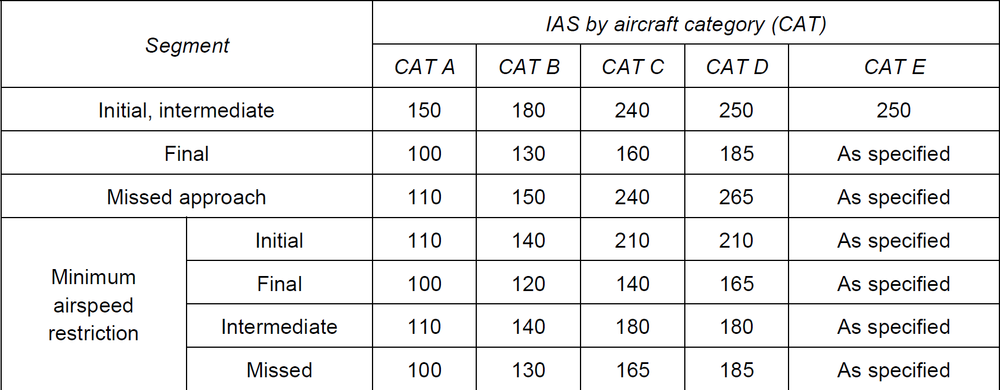 Segment
IAS by aircraft category (CAT)
CAT A CAT B CAT C CAT D CAT E
Initial, intermediate 150 180 240 250 250
Final 100 130 160 185 As specified
Missed approach 110 150 240 265 As specified
Minimum
airspeed
restriction
Initial 110 140 210 210 As specified
Final 100 120 140 165 As specified
Intermediate 110 140 180 180 As specified
Missed 100 130 165 185 As specified